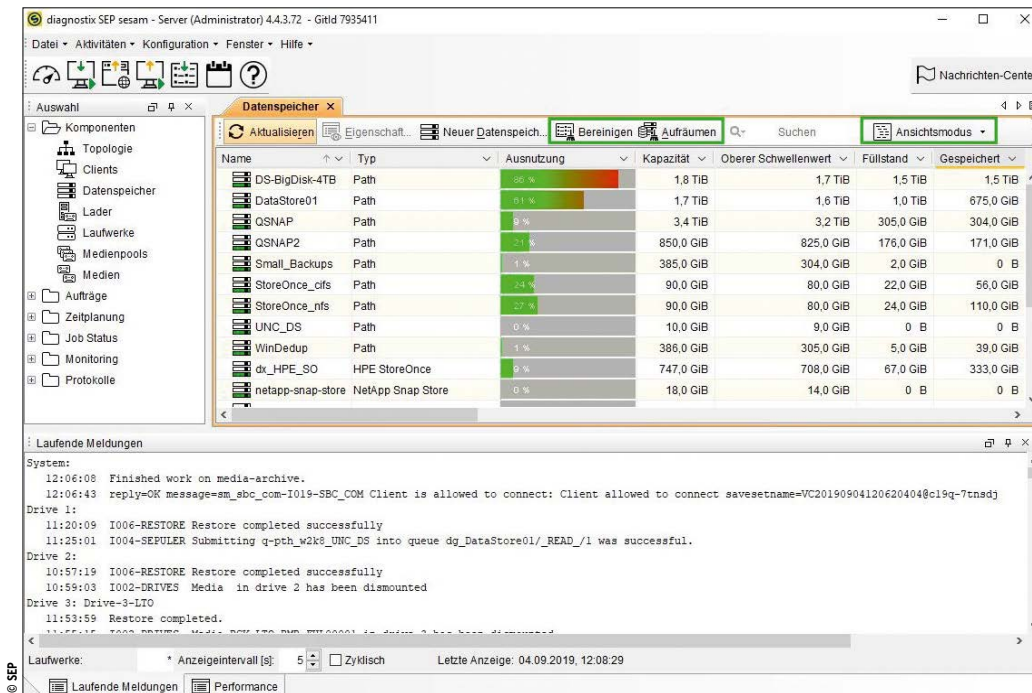 diagnostix SEP sesam - Server (Administrator) 4.4.3.72 - GitId 7935411
Datei Aktivitäten Konfiguration Fenster Hilfe
Nachrichten-Cente
Auswahl
Komponenten
Topologie
Clients
Datenspeicher
Lader
Laufwerke
Medienpools
Medien
Aufträge
Zeitplanung
Job Status
Monitoring
Protokolle
Datenspeicher
Aktualisieren Eigenschaft... Neuer Datenspeich... Bereinigen Aufräumen Suchen Ansichtsmodus
Name Typ Ausnutzung Kapazität Oberer Schwellenwert Füllstand Gespeichert
DS-BigDisk-4TB Path 86 % 1,8 TiB 1,7 TiB 1,5 TiB 1,5 TiB
DataStore01 Path 61 % 1,7 TiB 1,6 TiB 1,0 TiB 675,0 GiB
QSNAP Path 9 % 3,4 TiB 3,2 TiB 305,0 GiB 304,0 GiB
QSNAP2 Path 21 % 850,0 GiB 825,0 GiB 176,0 GiB 171,0 GiB
Small_Backups Path 1 % 385,0 GiB 304,0 GiB 2,0 GiB 0 B
StoreOnce_cifs Path 24 % 90,0 GiB 80,0 GiB 22,0 GiB 56,0 GiB
StoreOnce_nfs Path 27 % 90,0 GiB 80,0 GiB 24,0 GiB 110,0 GiB
UNC_DS Path 0 % 10,0 GiB 9,0 GiB 0 B 0 B
WinDedup Path 1 % 386,0 GiB 305,0 GiB 5,0 GiB 39,0 GiB
dx_HPE_SO HPE StoreOnce 9 % 747,0 GiB 708,0 GiB 67,0 GiB 333,0 GiB
netapp-snap-store NetApp Snap Store 0 % 18,0 GiB 14,0 GiB 0 B 0 B
Laufende Meldungen
System:
12:06:08 Finished work on media-archive.
12:06:43 reply=OK message=sm_sbc_com-I019-SBC_COM Client is allowed to connect: Client allowed to connect savesetname=VC20190904120620404@c19q-7tnsdj
Drive 1:
11:20:09 I006-RESTORE Restore completed successfully
11:25:01 I004-SEPULER Submitting q-pth_w2k8_UNC_DS into queue dg_DataStore01/_READ_/1 was successful.
Drive 2:
10:57:19 I006-RESTORE Restore completed successfully
10:59:03 I002-DRIVES Media in drive 2 has been dismounted
Drive 3: Drive-3-LTO
11:53:59 Restore completed.
Laufwerke: * Anzeigeintervall [s]: 5 Zyklisch Letzte Anzeige: 04.09.2019, 12:08:29
Laufende Meldungen Performance
© SEP